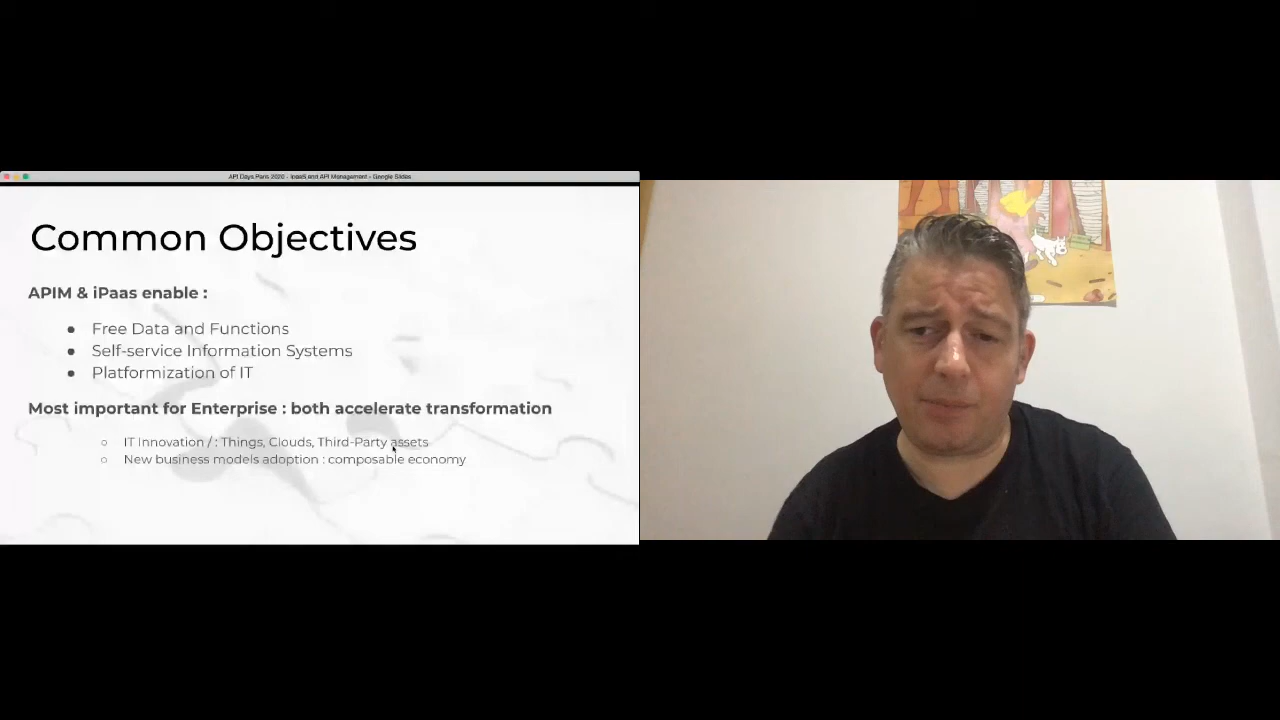 API Days Paris 2020 - IpaaS and API Management - Google Slides
Common Objectives
APIM & iPaas enable :
● Free Data and Functions
● Self-service Information Systems
● Platformization of IT
Most important for Enterprise : both accelerate transformation
○ IT Innovation / : Things, Clouds, Third-Party assets
○ New business models adoption : composable economy